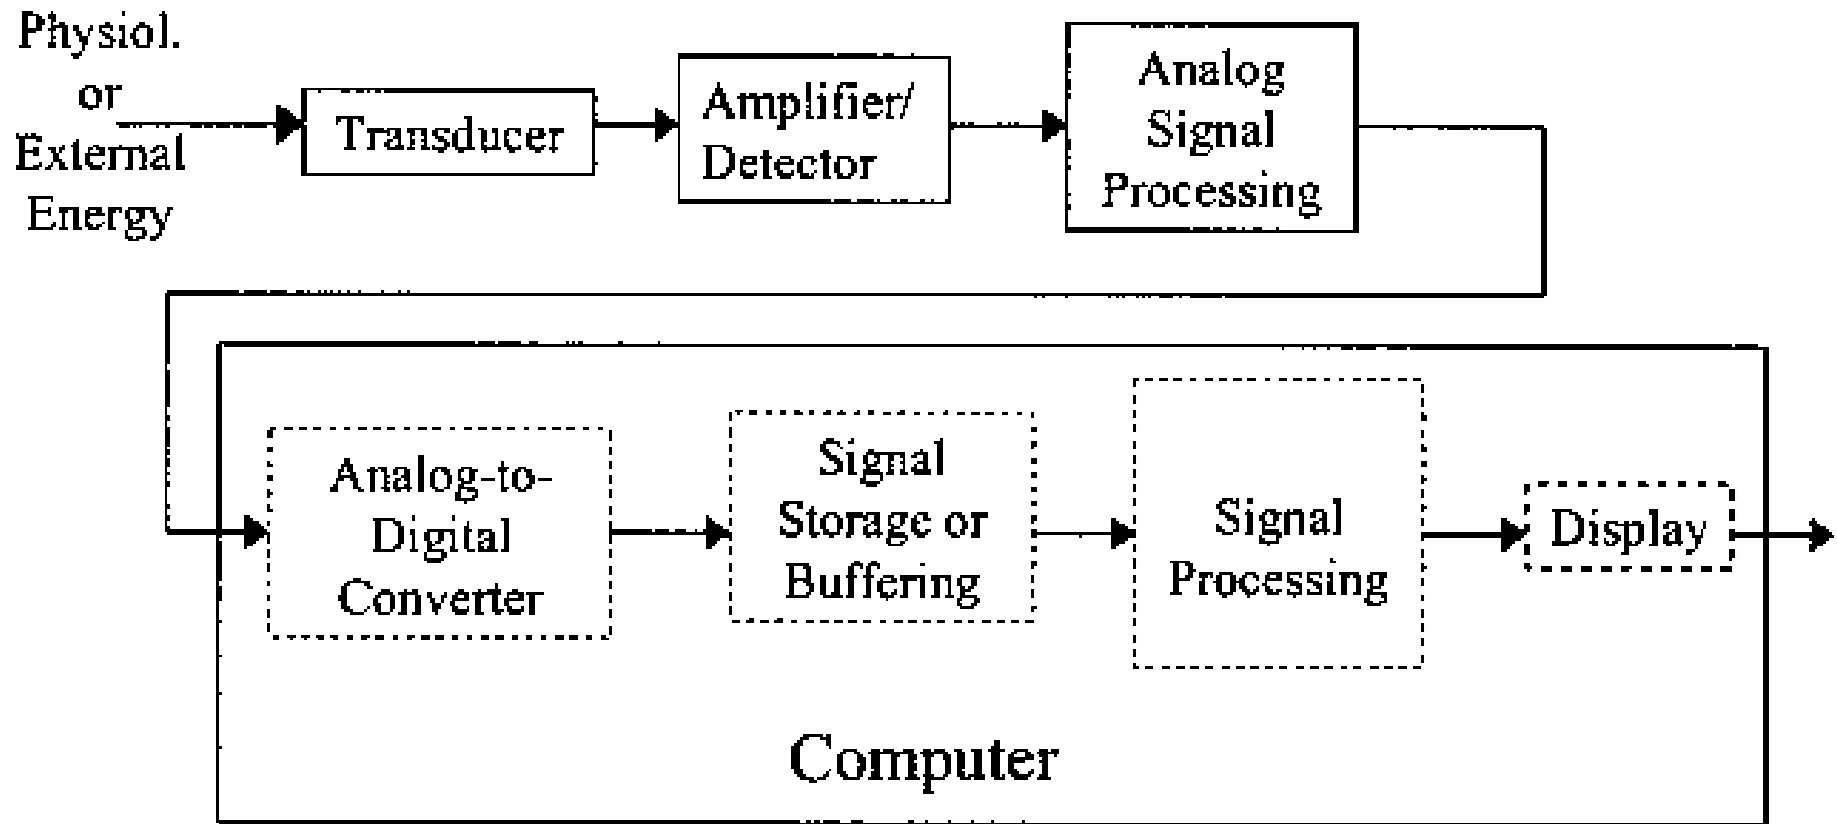 Physiol.
or
External
Energy
Transducer
Amplifier/
Detector
Analog
Signal
Processing
Analog-to-
Digital
Converter
Signal
Storage or
Buffering
Signal
Processing
Display
Computer